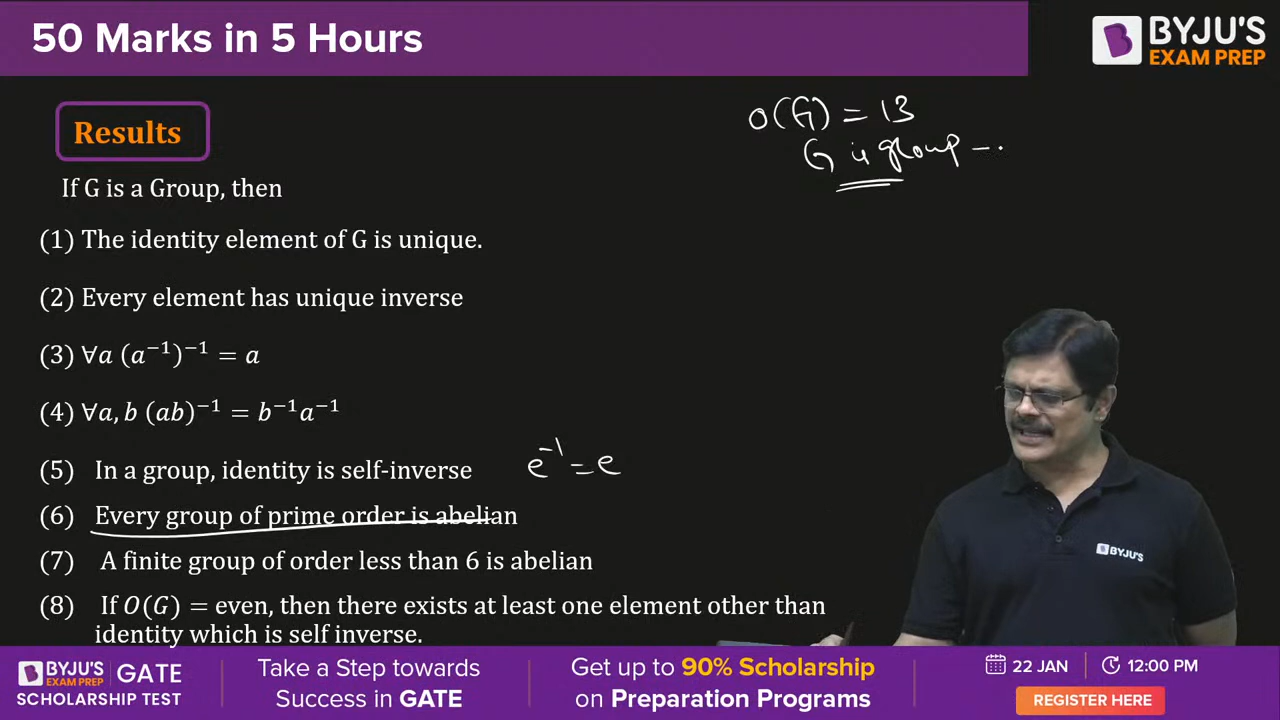 50 Marks in 5 Hours
BYJU'S
EXAM PREP
Results
O(G) = 13
G is group -.
If G is a Group, then
(1) The identity element of G is unique.
(2) Every element has unique inverse
(3) ∀a (a⁻¹)⁻¹ = a
(4) ∀a, b (ab)⁻¹ = b⁻¹a⁻¹
(5) In a group, identity is self-inverse e⁻¹ = e
(6) Every group of prime order is abelian
(7) A finite group of order less than 6 is abelian
(8) If O(G) = even, then there exists at least one element other than
identity which is self inverse.
BYJU'S
BYJU'S
EXAM PREP
GATE
SCHOLARSHIP TEST
Take a Step towards
Success in GATE
Get up to 90% Scholarship
on Preparation Programs
22 JAN
12:00 PM
REGISTER HERE